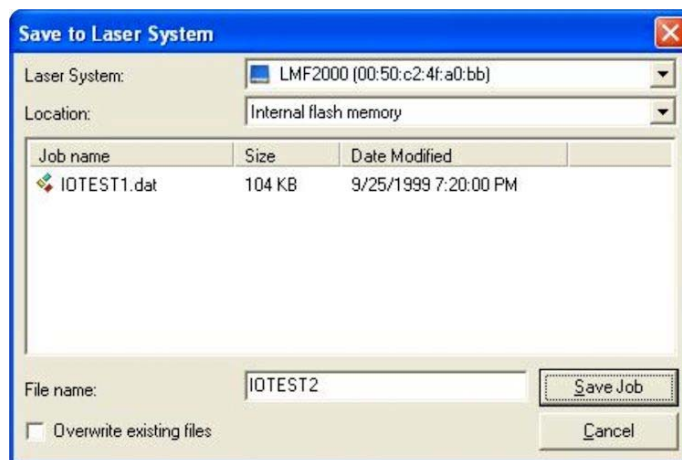 Save to Laser System
Laser System: LMF2000 (00:50:c2:4f:a0:bb)
Location: Internal flash memory
Job name Size Date Modified
IOTEST1.dat 104 KB 9/25/1999 7:20:00 PM
File name: IOTEST2 Save Job
Overwrite existing files Cancel